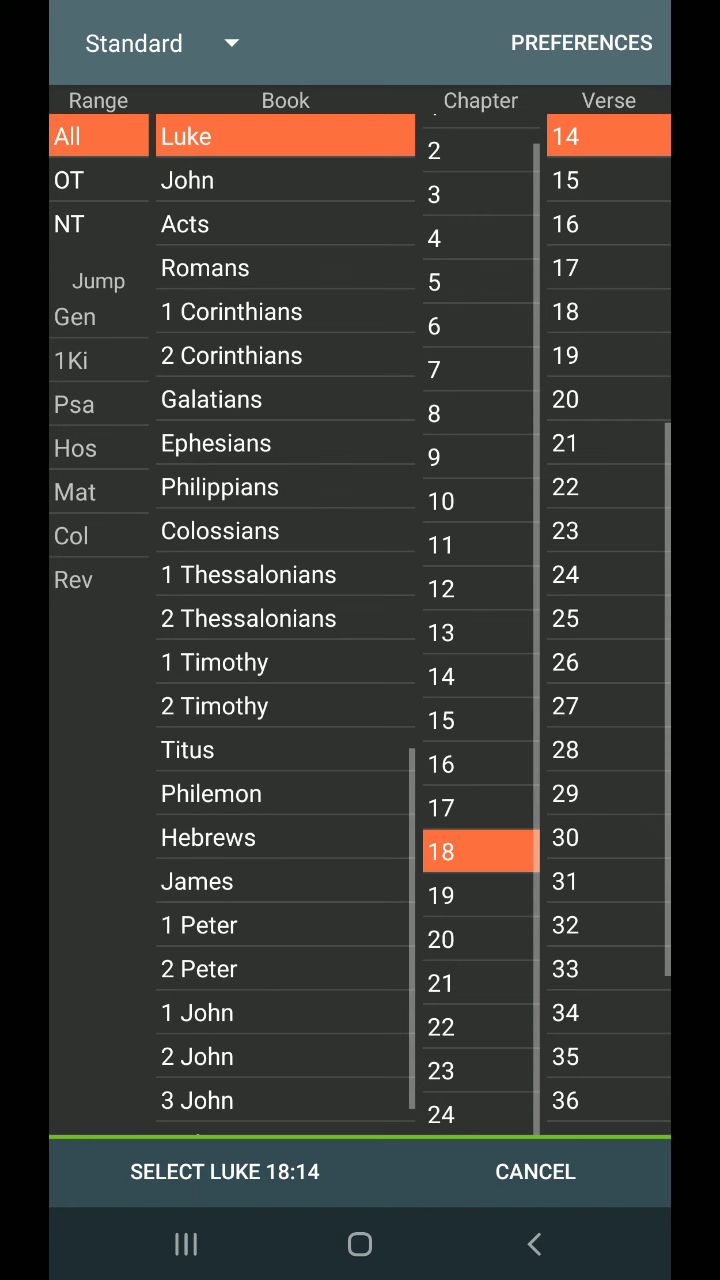 Standard PREFERENCES
Range Book Chapter Verse
All Luke 14
2
OT John 15
3
NT Acts 16
4
Romans 17
Jump 5
Gen 1 Corinthians 18
6
1Ki 2 Corinthians 19
7
Psa Galatians 20
8
Hos Ephesians 21
9
Mat Philippians 22
10
Col Colossians 23
11
Rev 1 Thessalonians 24
12
2 Thessalonians 25
13
1 Timothy 26
14
2 Timothy 27
15
Titus 28
16
Philemon 29
17
Hebrews 30
18
James 31
19
1 Peter 32
20
2 Peter 33
21
1 John 34
22
2 John 35
23
3 John 36
24
SELECT LUKE 18:14 CANCEL